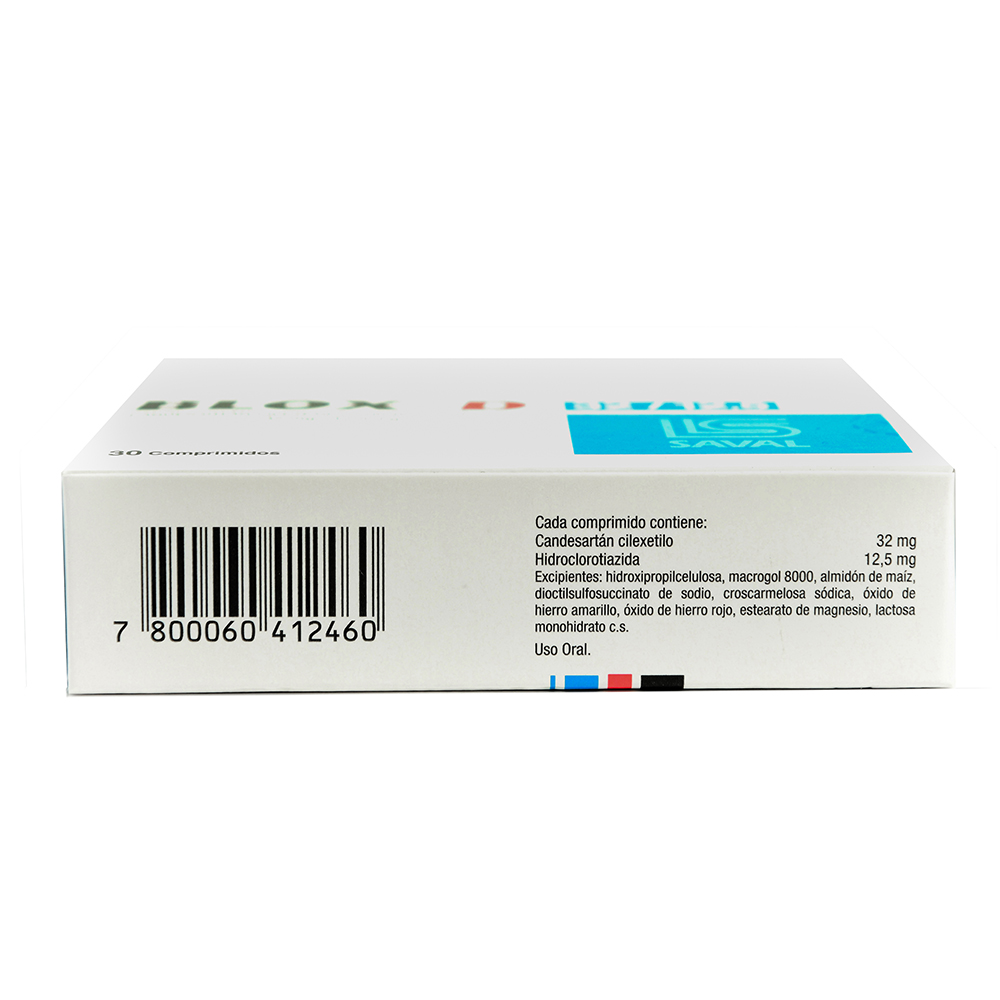 BLOX D
SAVAL
30 Comprimidos
7 800060 412460
Cada comprimido contiene:
Candesartán cilexetilo 32 mg
Hidroclorotiazida 12,5 mg
Excipientes: hidroxipropilcelulosa, macrogol 8000, almidón de maíz,
dioctilsulfosuccinato de sodio, croscarmelosa sódica, óxido de
hierro amarillo, óxido de hierro rojo, estearato de magnesio, lactosa
monohidrato c.s.
Uso Oral.